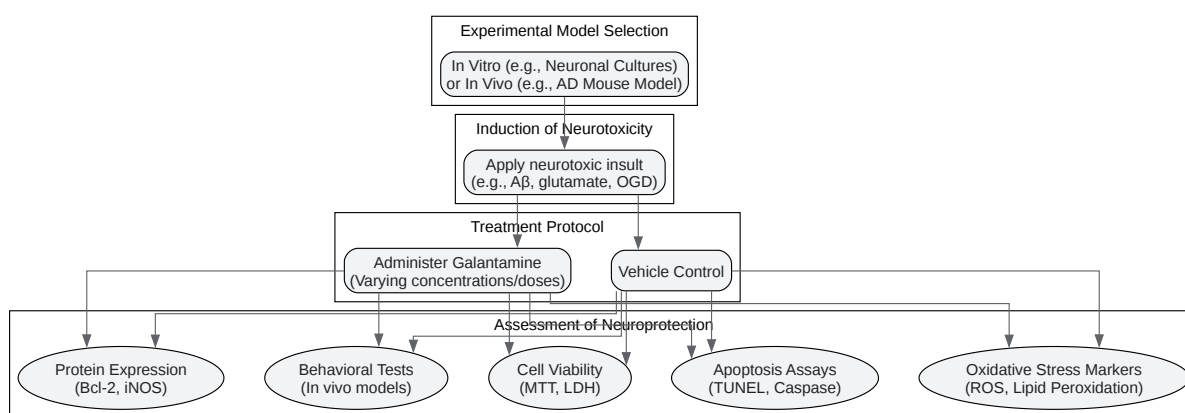 Experimental Model Selection
In Vitro (e.g., Neuronal Cultures)
or In Vivo (e.g., AD Mouse Model)
Induction of Neurotoxicity
Apply neurotoxic insult
(e.g., Aβ, glutamate, OGD)
Treatment Protocol
Administer Galantamine
(Varying concentrations/doses)
Vehicle Control
Assessment of Neuroprotection
Protein Expression
(Bcl-2, iNOS)
Behavioral Tests
(In vivo models)
Cell Viability
(MTT, LDH)
Apoptosis Assays
(TUNEL, Caspase)
Oxidative Stress Markers
(ROS, Lipid Peroxidation)